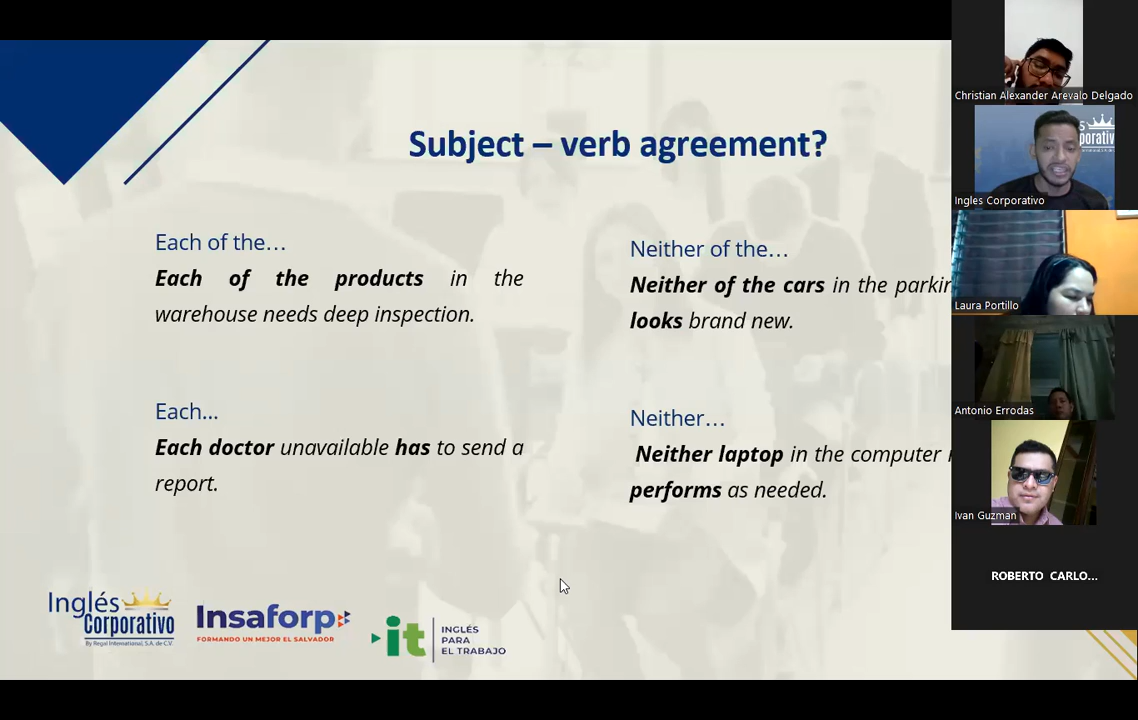 Subject – verb agreement?
Each of the…
Each of the products in the
warehouse needs deep inspection.
Each…
Each doctor unavailable has to send a
report.
Neither of the…
Neither of the cars in the
looks brand new.
Neither…
Neither laptop in the computer
performs as needed.
Inglés
Corporativo
By Regal International, S.A. de C.V.
Insaforp
FORMANDO UN MEJOR EL SALVADOR
it
INGLÉS
PARA
EL TRABAJO
Christian Alexander Arevalo Delgado
Ingles Corporativo
Laura Portillo
Antonio Errodas
Ivan Guzman
ROBERTO CARLO...